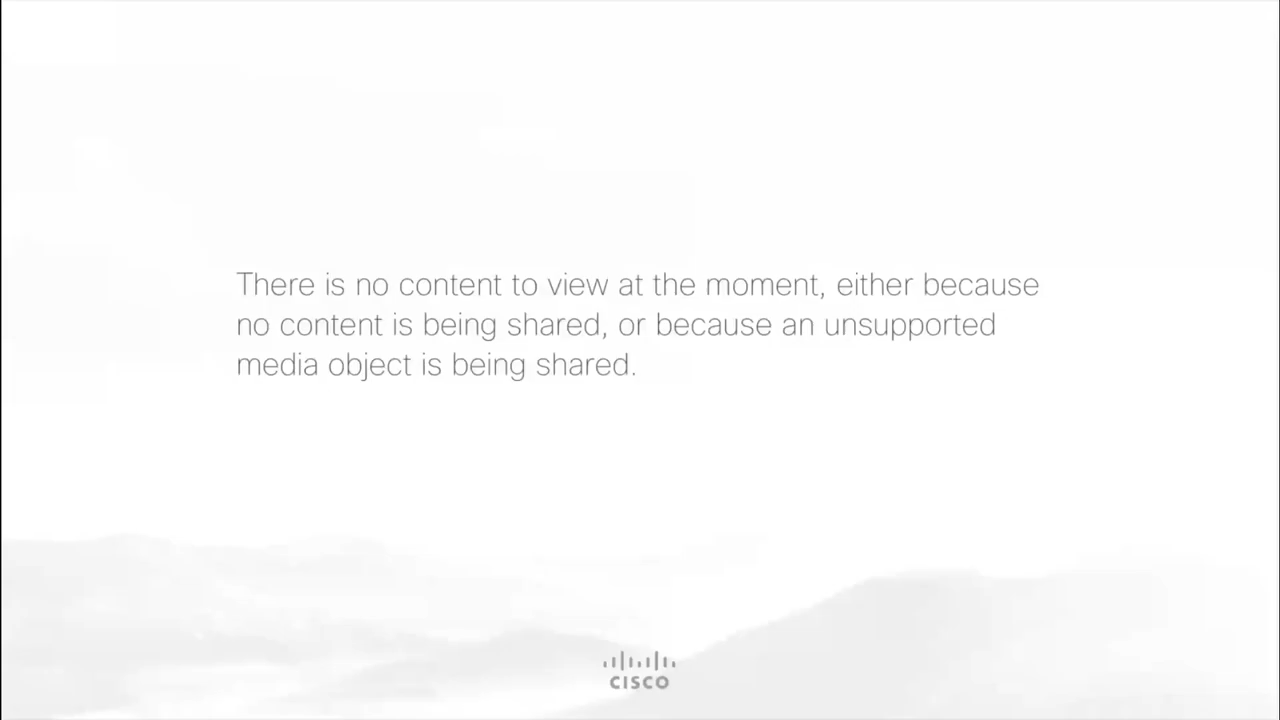 There is no content to view at the moment, either because
no content is being shared, or because an unsupported
media object is being shared.
CISCO